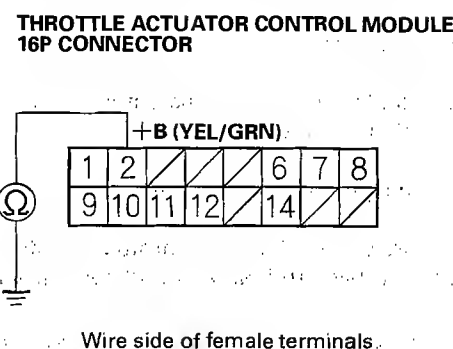 THROTTLE ACTUATOR CONTROL MODULE
16P CONNECTOR
+B (YEL/GRN)
1 2 6 7 8
Ω
9 10 11 12 14
Wire side of female terminals